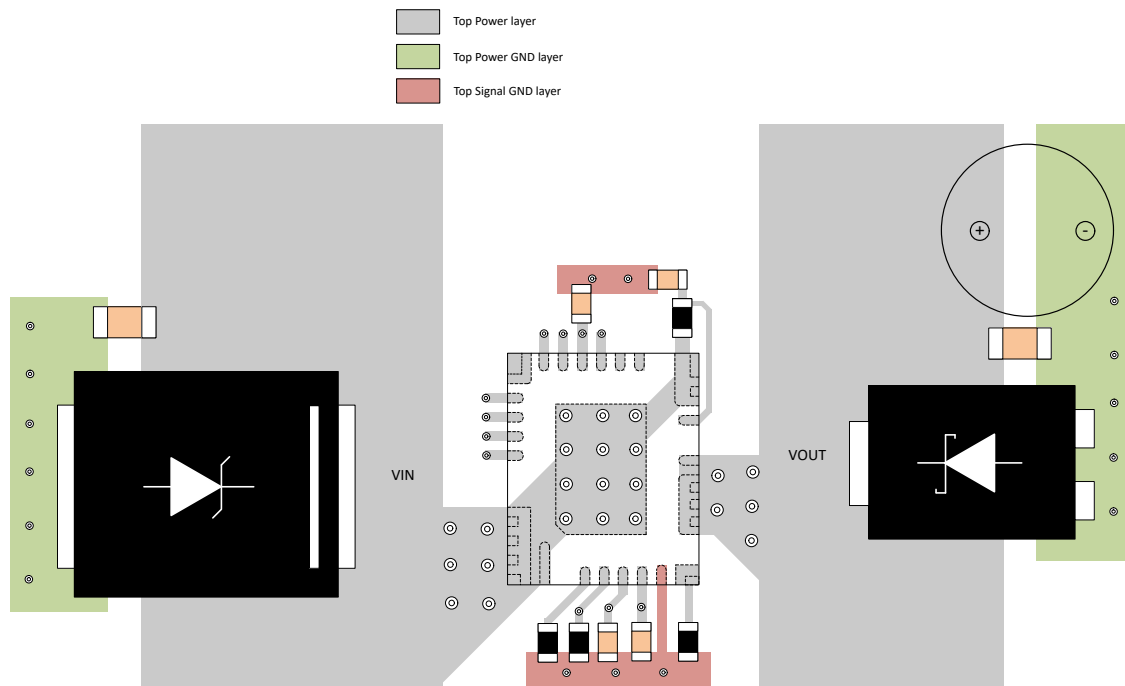 Top Power layer
Top Power GND layer
Top Signal GND layer
+
-
VIN
VOUT